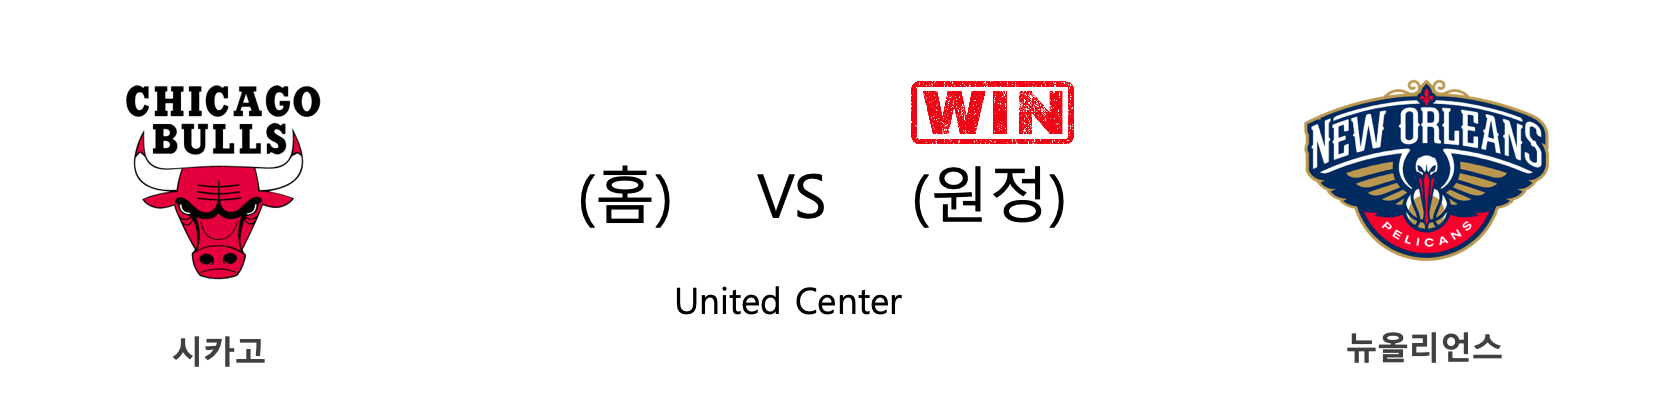 CHICAGO
BULLS
WIN
(홈) VS (원정)
NEW ORLEANS
PELICANS
United Center
시카고
뉴올리언스